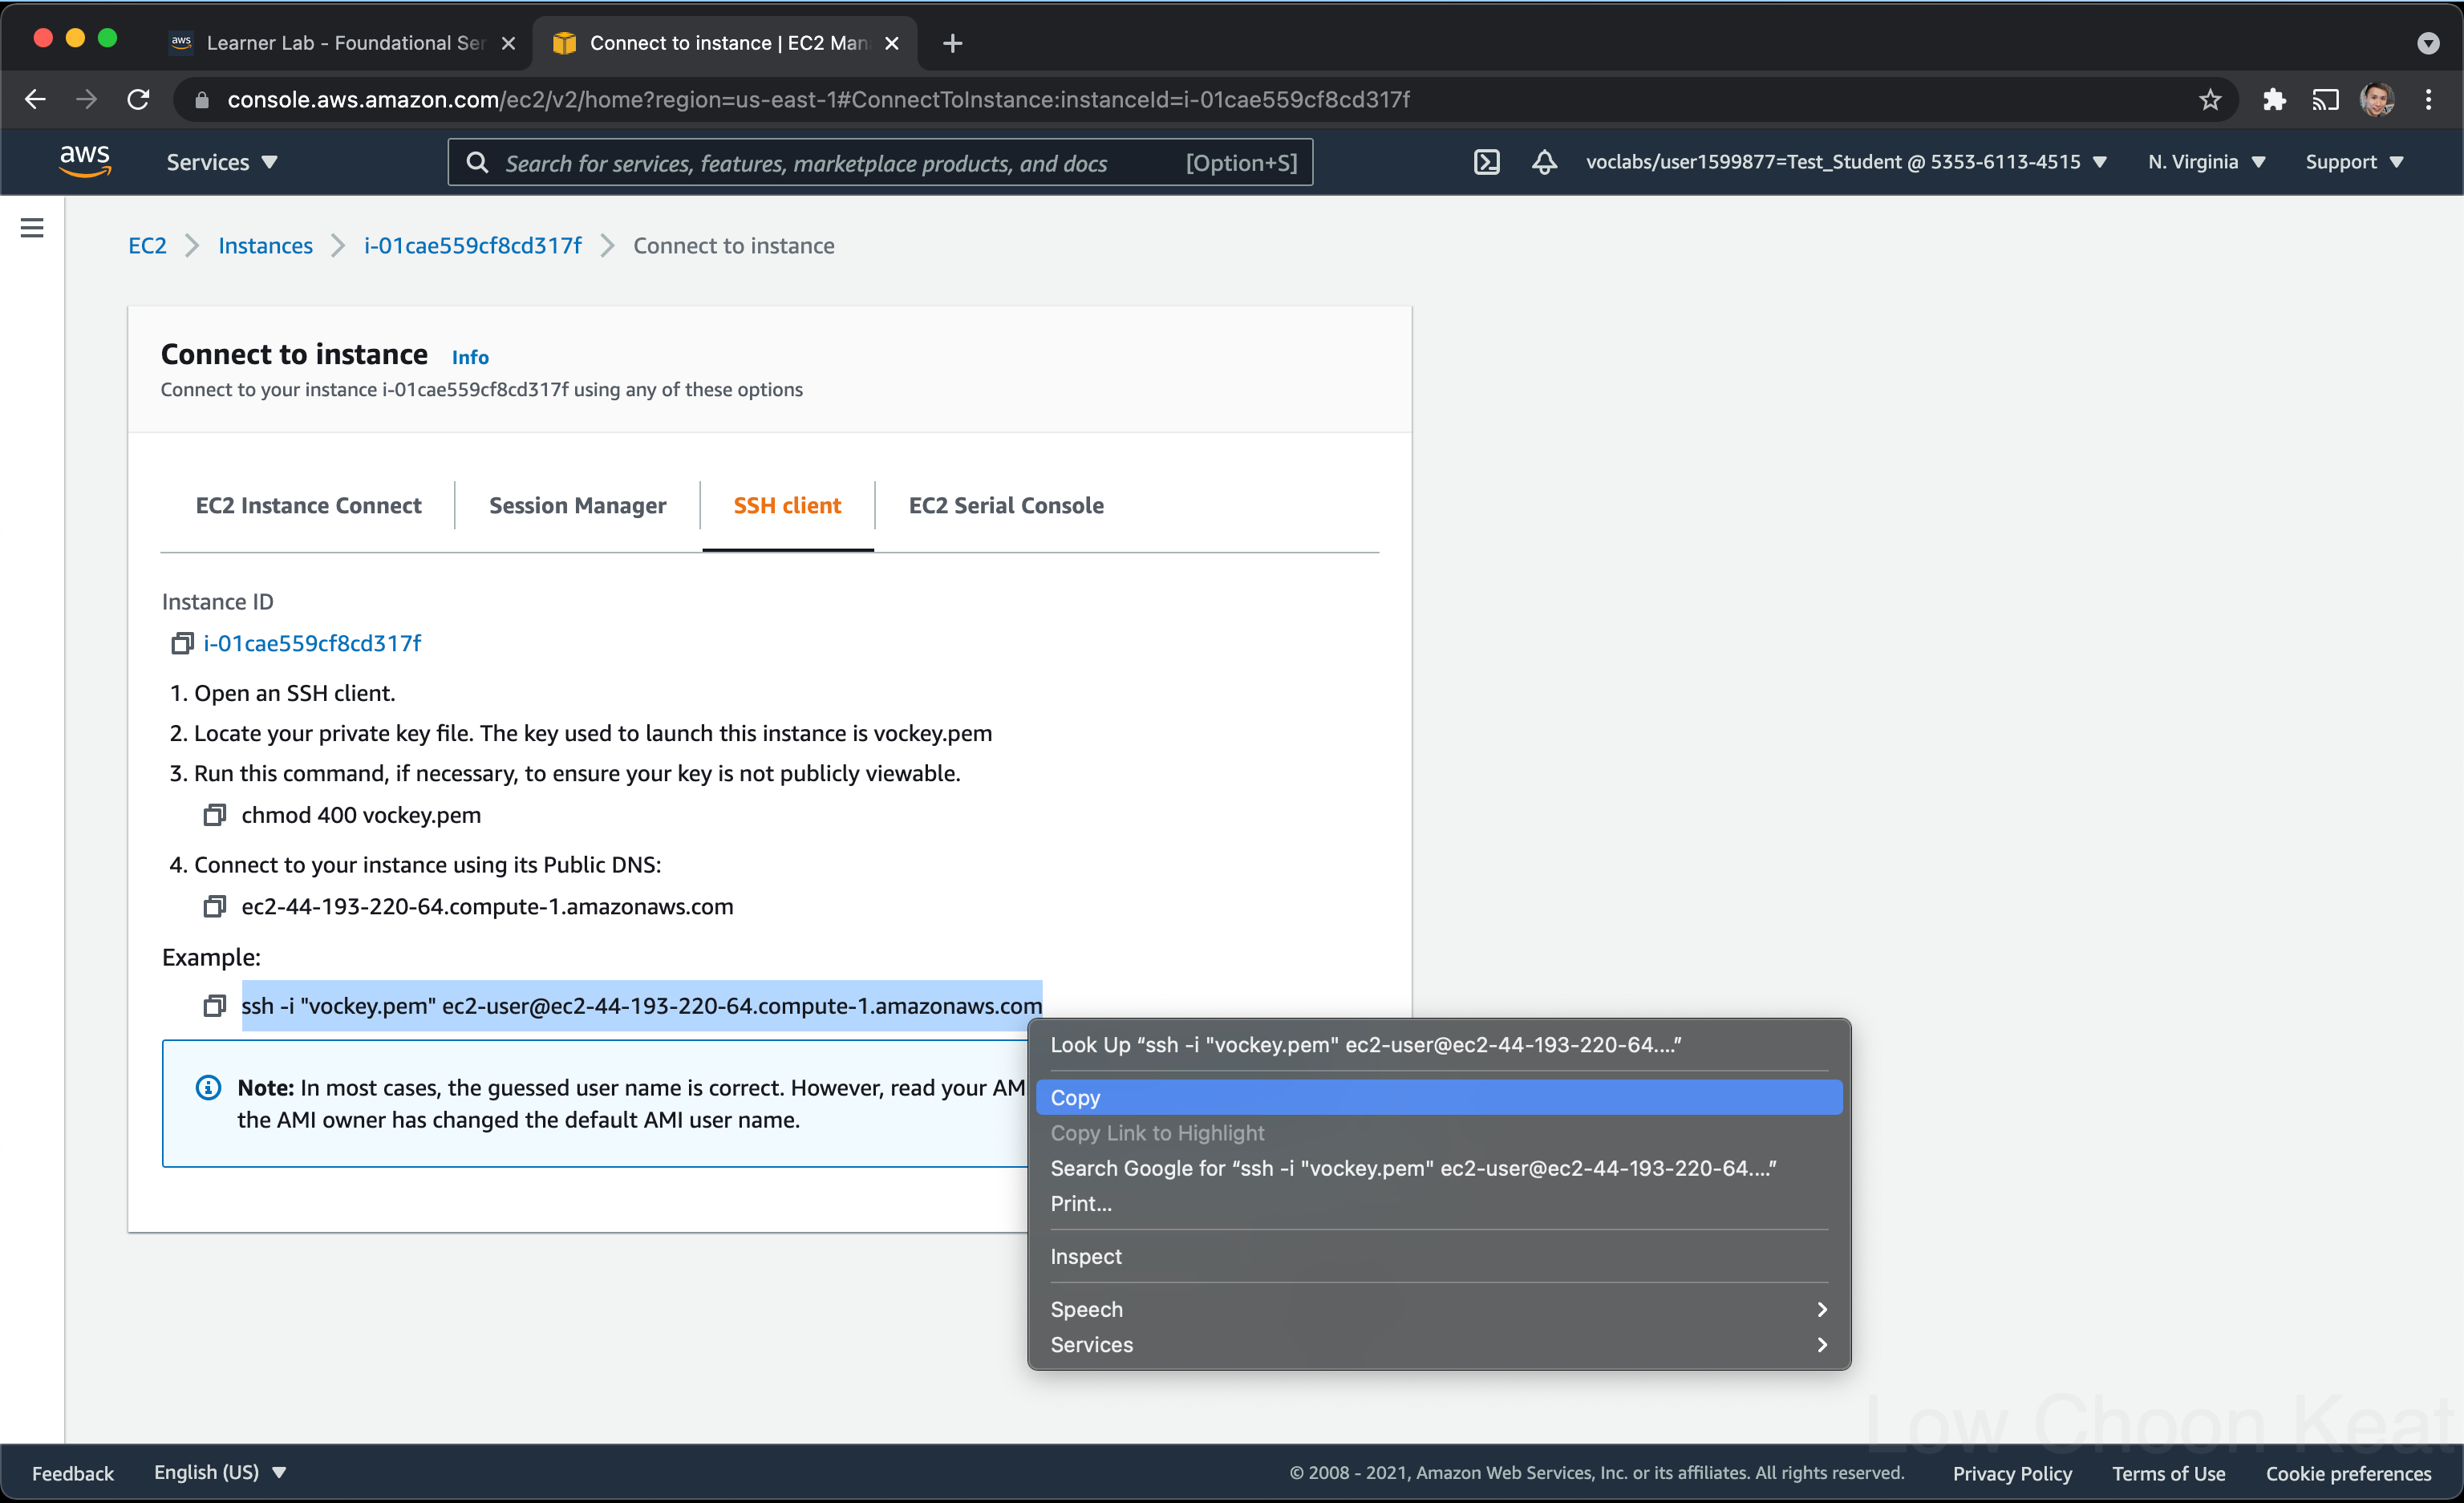 aws Learner Lab - Foundational Ser
Connect to instance | EC2 Man
console.aws.amazon.com/ec2/v2/home?region=us-east-1#ConnectToInstance:instanceId=i-01cae559cf8cd317f
aws Services Search for services, features, marketplace products, and docs [Option+S] voclabs/user1599877=Test_Student @ 5353-6113-4515 N. Virginia Support
EC2 Instances i-01cae559cf8cd317f Connect to instance
Connect to instance Info
Connect to your instance i-01cae559cf8cd317f using any of these options
EC2 Instance Connect Session Manager SSH client EC2 Serial Console
Instance ID
i-01cae559cf8cd317f
1. Open an SSH client.
2. Locate your private key file. The key used to launch this instance is vockey.pem
3. Run this command, if necessary, to ensure your key is not publicly viewable.
chmod 400 vockey.pem
4. Connect to your instance using its Public DNS:
ec2-44-193-220-64.compute-1.amazonaws.com
Example:
ssh -i "vockey.pem" ec2-user@ec2-44-193-220-64.compute-1.amazonaws.com
Note: In most cases, the guessed user name is correct. However, read your AM
the AMI owner has changed the default AMI user name.
Look Up “ssh -i "vockey.pem" ec2-user@ec2-44-193-220-64....”
Copy
Copy Link to Highlight
Search Google for “ssh -i "vockey.pem" ec2-user@ec2-44-193-220-64....”
Print...
Inspect
Speech
Services
Low Choon Keat
Feedback English (US) © 2008 - 2021, Amazon Web Services, Inc. or its affiliates. All rights reserved. Privacy Policy Terms of Use Cookie preferences